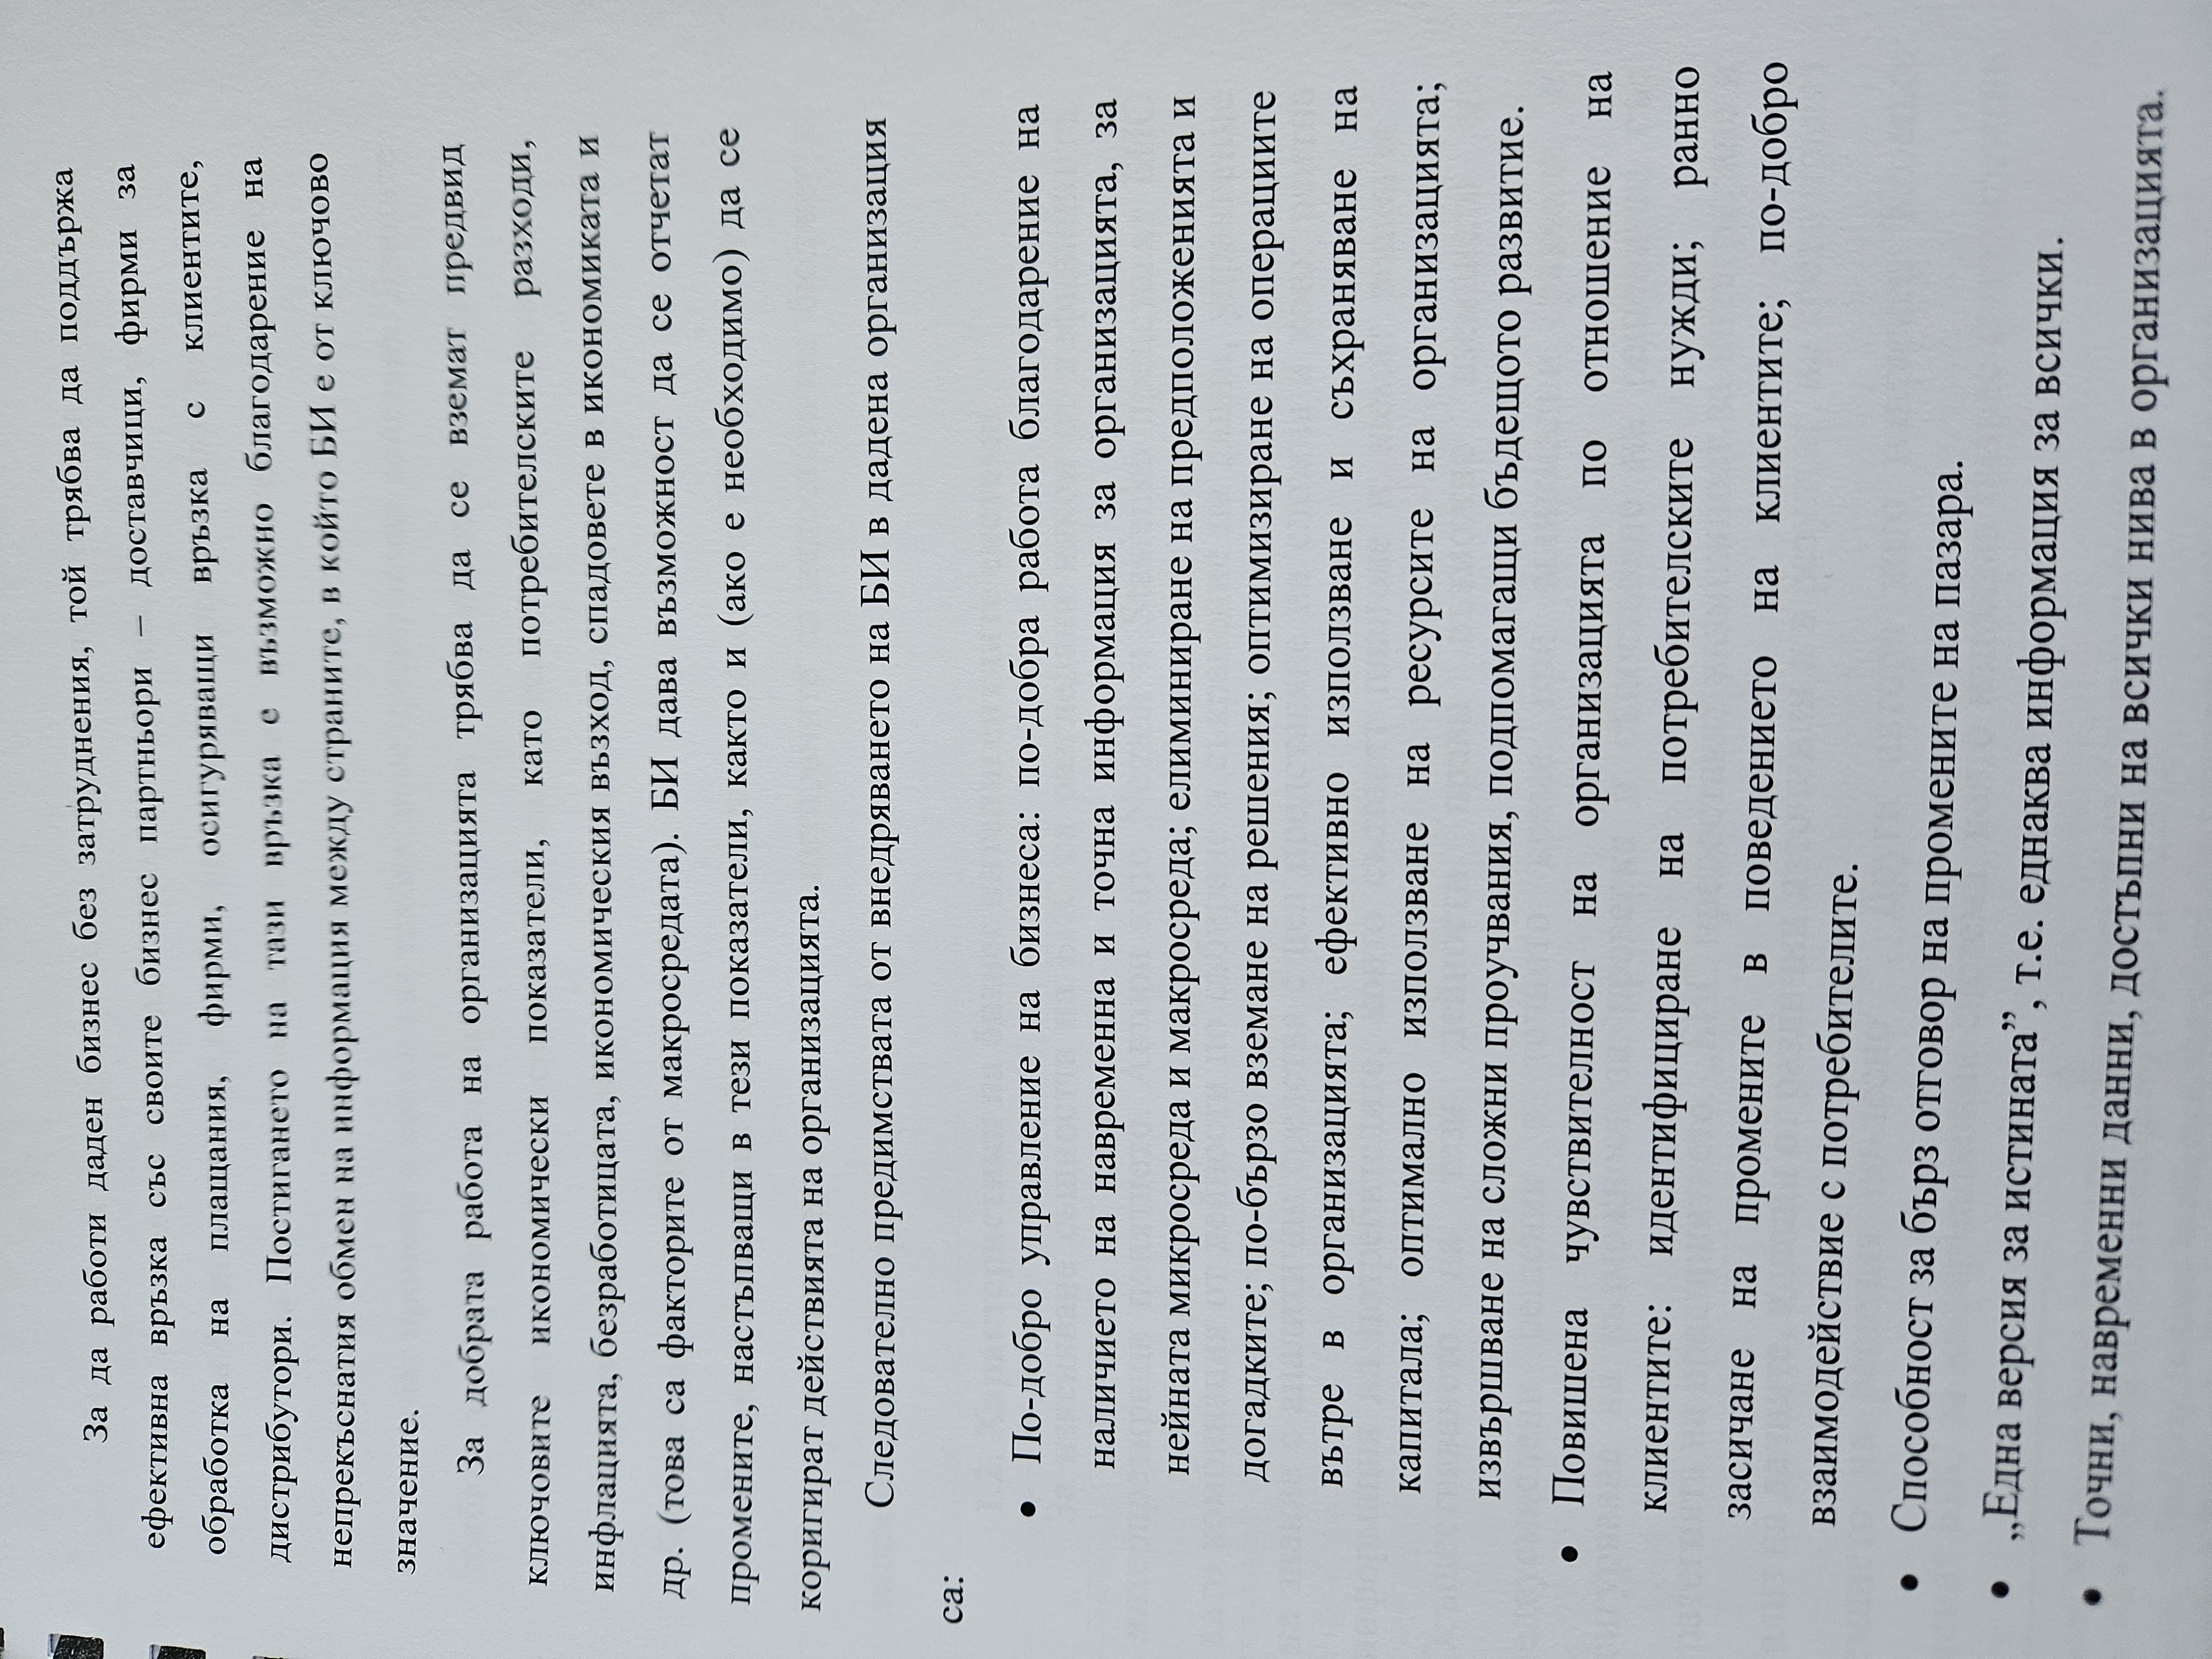 За да работи даден бизнес без затруднения, той трябва да поддържа
ефективна връзка със своите бизнес партньори – доставчици, фирми за
обработка на плащания, фирми, осигуряващи връзка с клиентите,
дистрибутори. Постигането на тази връзка е възможно благодарение на
непрекъснатия обмен на информация между страните, в който БИ е от ключово
значение.
За добрата работа на организацията трябва да се вземат предвид
ключовите икономически показатели, като потребителските разходи,
инфлацията, безработицата, икономическия възход, спадовете в икономиката и
др. (това са факторите от макросредата). БИ дава възможност да се отчетат
промените, настъпващи в тези показатели, както и (ако е необходимо) да се
коригират действията на организацията.
Следователно предимствата от внедряването на БИ в дадена организация
са:
• По-добро управление на бизнеса: по-добра работа благодарение на
наличието на навременна и точна информация за организацията, за
нейната микросреда и макросреда; елиминиране на предположенията и
догадките; по-бързо вземане на решения; оптимизиране на операциите
вътре в организацията; ефективно използване и съхраняване на
капитала; оптимално използване на ресурсите на организацията;
извършване на сложни проучвания, подпомагащи бъдещото развитие.
• Повишена чувствителност на организацията по отношение на
клиентите: идентифициране на потребителските нужди; ранно
засичане на промените в поведението на клиентите; по-добро
взаимодействие с потребителите.
• Способност за бърз отговор на промените на пазара.
• „Една версия за истината”, т.е. еднаква информация за всички.
• Точни, навременни данни, достъпни на всички нива в организацията.